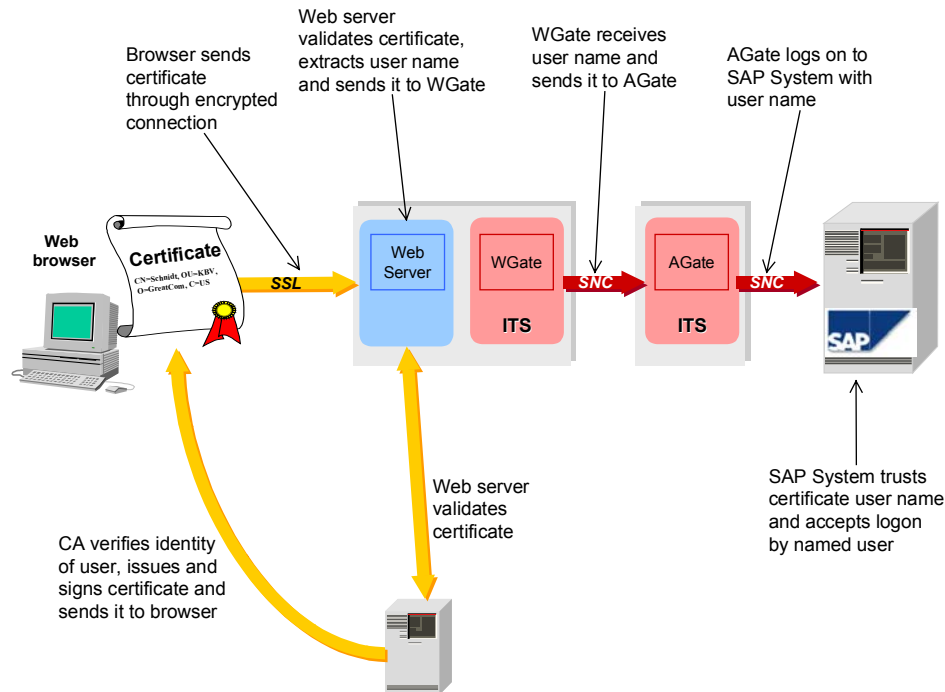 Web server
validates certificate,
extracts user name
and sends it to WGate
Browser sends
certificate
through encrypted
connection
WGate receives
user name and
sends it to AGate
AGate logs on to
SAP System with
user name
Web
browser
Certificate
CN=Schmidt, OU=KBV,
O=GreatCom, C=US
SSL
Web
Server
WGate
ITS
SNC
AGate
ITS
SNC
SAP
Web server
validates
certificate
SAP System trusts
certificate user name
and accepts logon
by named user
CA verifies identity
of user, issues and
signs certificate and
sends it to browser